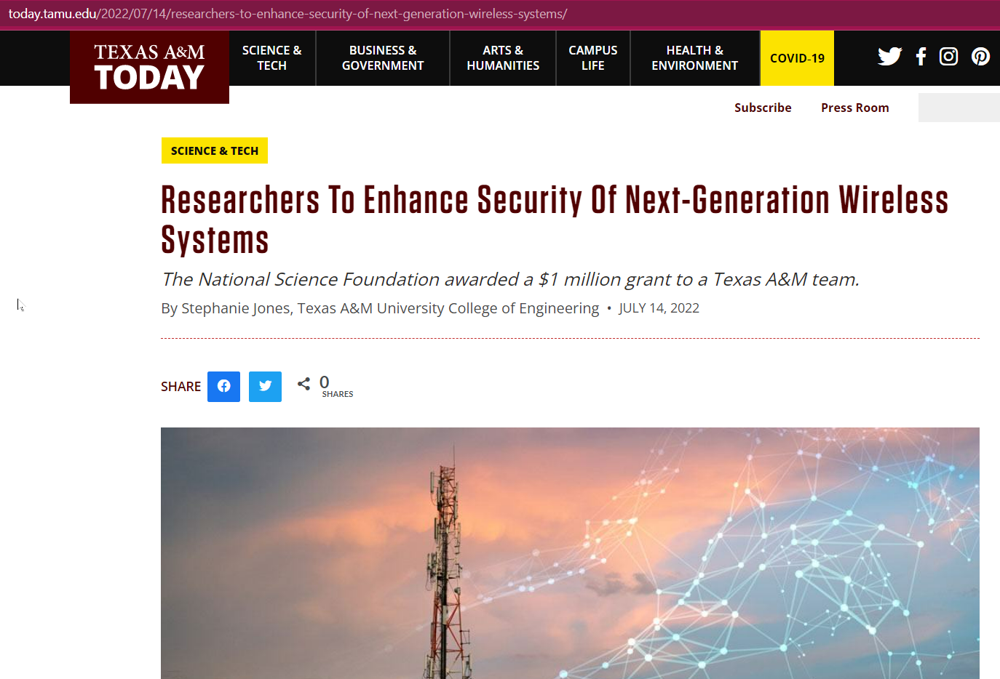 today.tamu.edu/2022/07/14/researchers-to-enhance-security-of-next-generation-wireless-systems/
TEXAS A&M
TODAY
SCIENCE &
TECH
BUSINESS &
GOVERNMENT
ARTS &
HUMANITIES
CAMPUS
LIFE
HEALTH &
ENVIRONMENT
COVID-19
Subscribe
Press Room
SCIENCE & TECH
Researchers To Enhance Security Of Next-Generation Wireless
Systems
The National Science Foundation awarded a $1 million grant to a Texas A&M team.
By Stephanie Jones, Texas A&M University College of Engineering • JULY 14, 2022
SHARE
0
SHARES